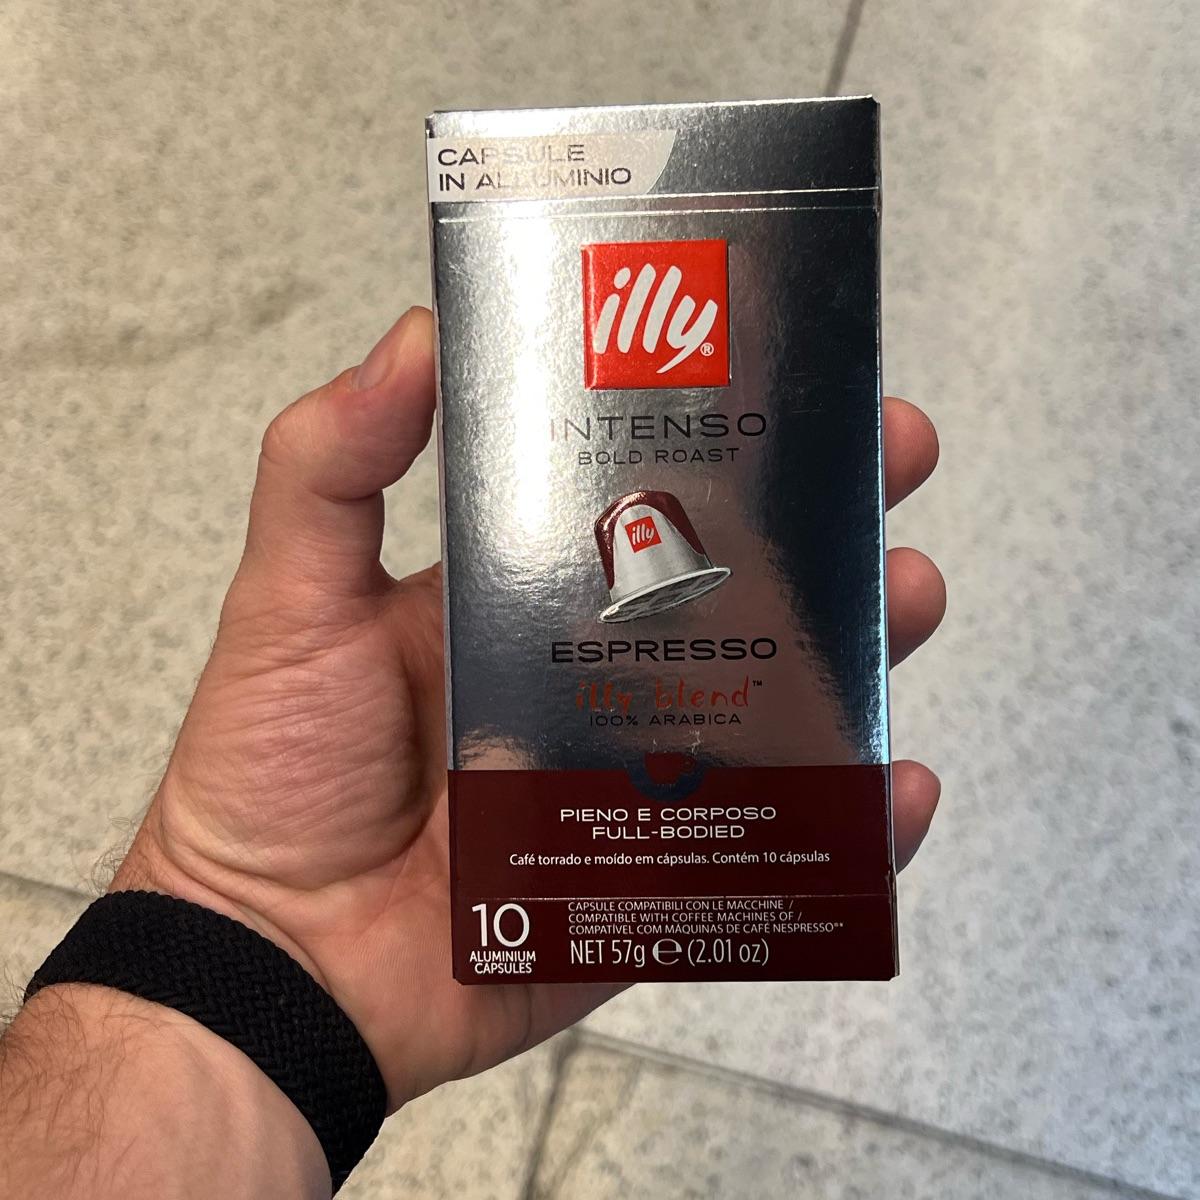 CAPSULE
IN ALLUMINIO
illy®
INTENSO
BOLD ROAST
illy
ESPRESSO
illy blend™
100% ARABICA
PIENO E CORPOSO
FULL-BODIED
Café torrado e moído em cápsulas. Contém 10 cápsulas
10
ALUMINIUM
CAPSULES
CAPSULE COMPATIBILI CON LE MACCHINE /
COMPATIBLE WITH COFFEE MACHINES OF /
COMPATÍVEL COM MÁQUINAS DE CAFÉ NESPRESSO®*
NET 57g ℮ (2.01 oz)